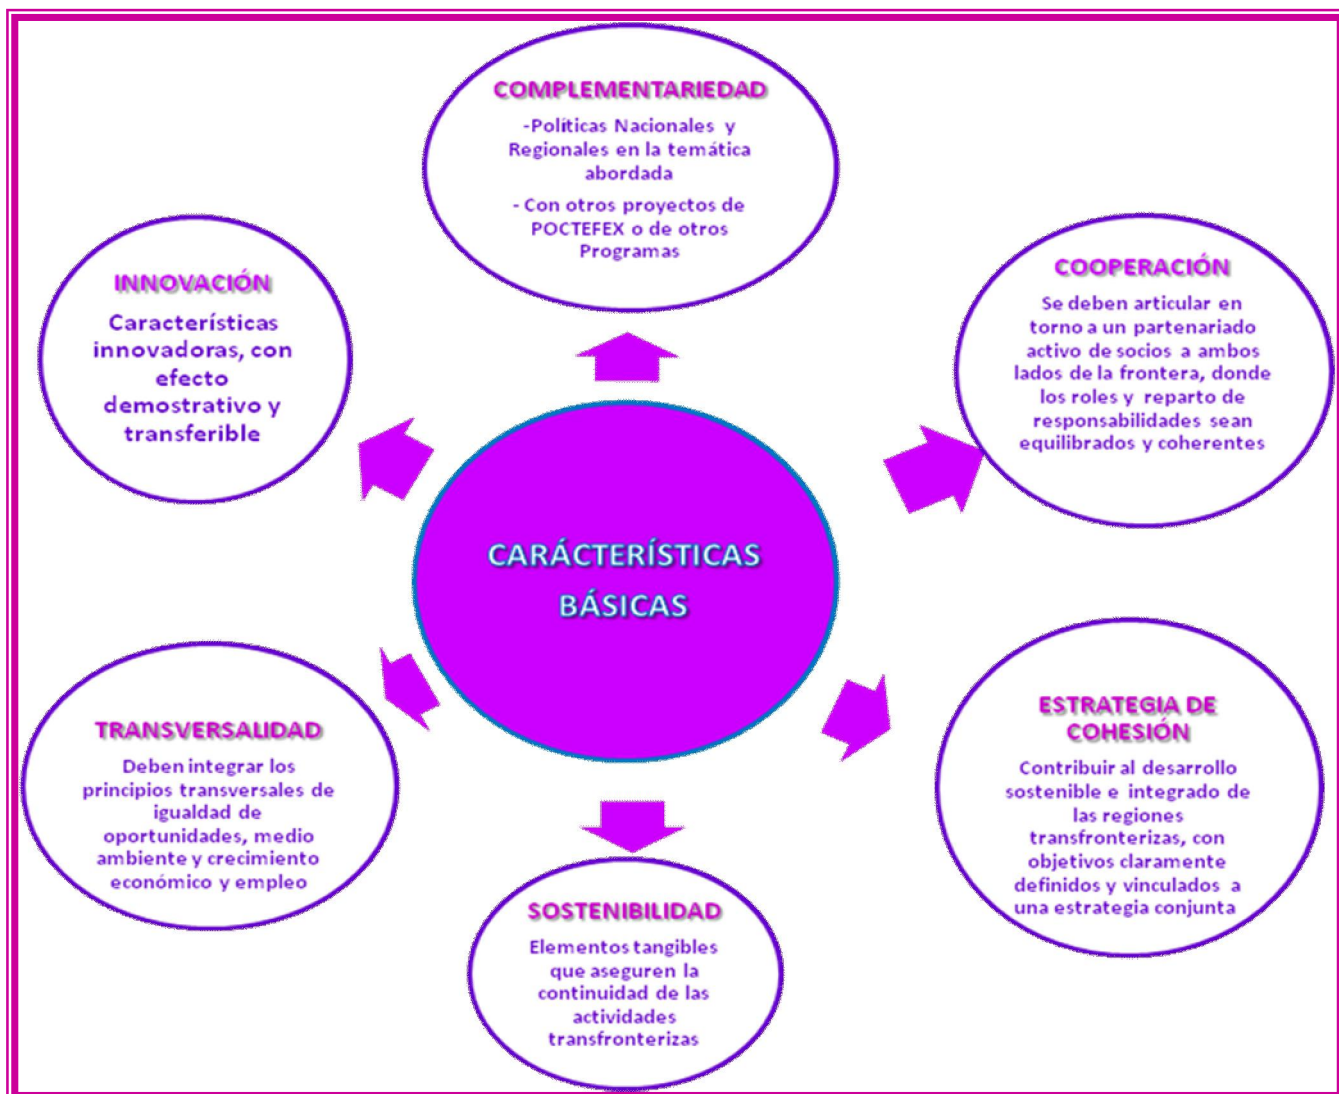 COMPLEMENTARIEDAD
-Políticas Nacionales y
Regionales en la temática
abordada
- Con otros proyectos de
POCTEFEX o de otros
Programas
COOPERACIÓN
Se deben articular en
torno a un partenariado
activo de socios a ambos
lados de la frontera, donde
los roles y reparto de
responsabilidades sean
equilibrados y coherentes
INNOVACIÓN
Características
innovadoras, con
efecto
demostrativo y
transferible
CARÁCTERÍSTICAS
BÁSICAS
TRANSVERSALIDAD
Deben integrar los
principios transversales de
igualdad de
oportunidades, medio
ambiente y crecimiento
económico y empleo
ESTRATEGIA DE
COHESIÓN
Contribuir al desarrollo
sostenible e integrado de
las regiones
transfronterizas, con
objetivos claramente
definidos y vinculados a
una estrategia conjunta
SOSTENIBILIDAD
Elementos tangibles
que aseguren la
continuidad de las
actividades
transfronterizas